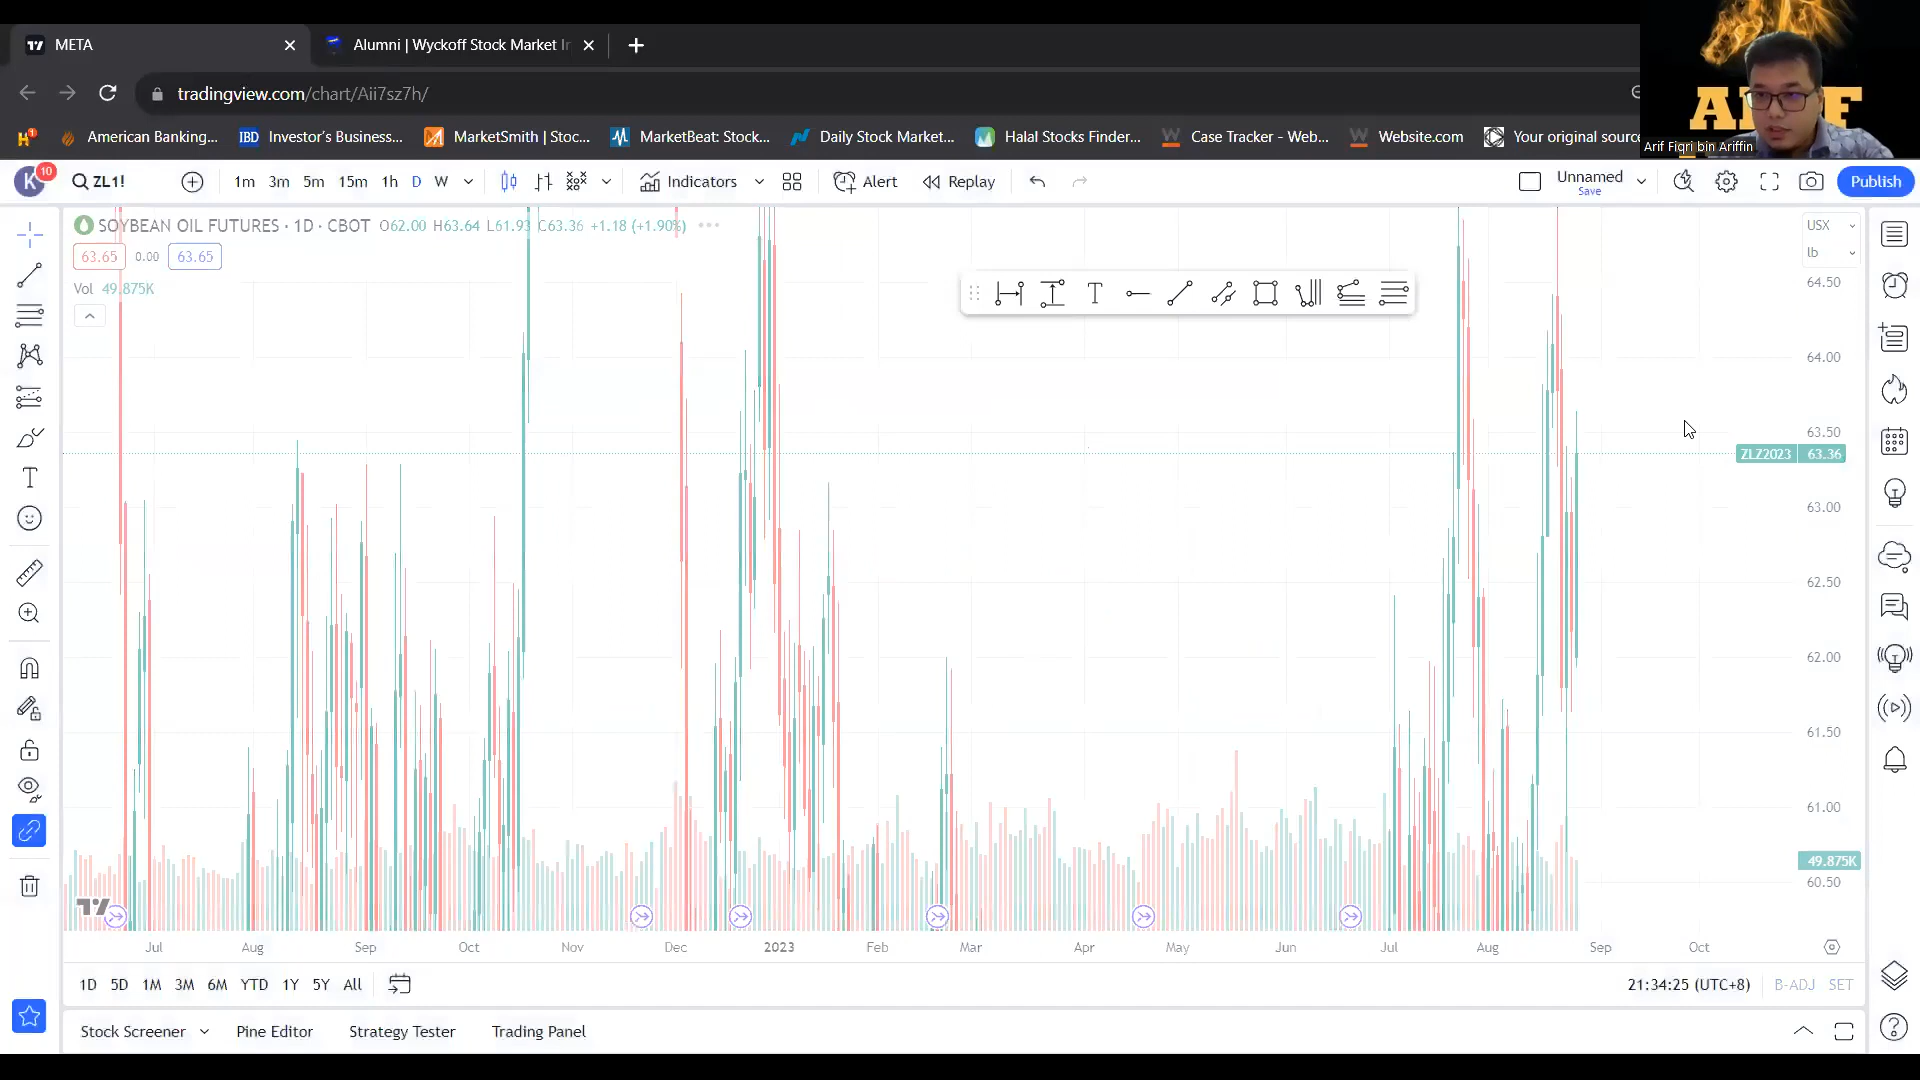 META
Alumni | Wyckoff Stock Market In
tradingview.com/chart/Aii7sz7h/
American Banking...
IBD Investor's Business...
MarketSmith | Stoc...
MarketBeat: Stock...
Daily Stock Market...
Halal Stocks Finder...
Case Tracker - Web...
Website.com
Your original source
Arif Fiqri bin Ariffin
K 10 ZL1! 1m 3m 5m 15m 1h D W Indicators Alert Replay
Unnamed
Save
Publish
SOYBEAN OIL FUTURES · 1D · CBOT O62.00 H63.64 L61.93 C63.36 +1.18 (+1.90%)
63.65 0.00 63.65
Vol 49.875K
USX
lb
64.50
64.00
63.50
ZLZ2023 63.36
63.00
62.50
62.00
61.50
61.00
49.875K
60.50
Jul Aug Sep Oct Nov Dec 2023 Feb Mar Apr May Jun Jul Aug Sep Oct
1D 5D 1M 3M 6M YTD 1Y 5Y All
21:34:25 (UTC+8) B-ADJ SET
Stock Screener Pine Editor Strategy Tester Trading Panel